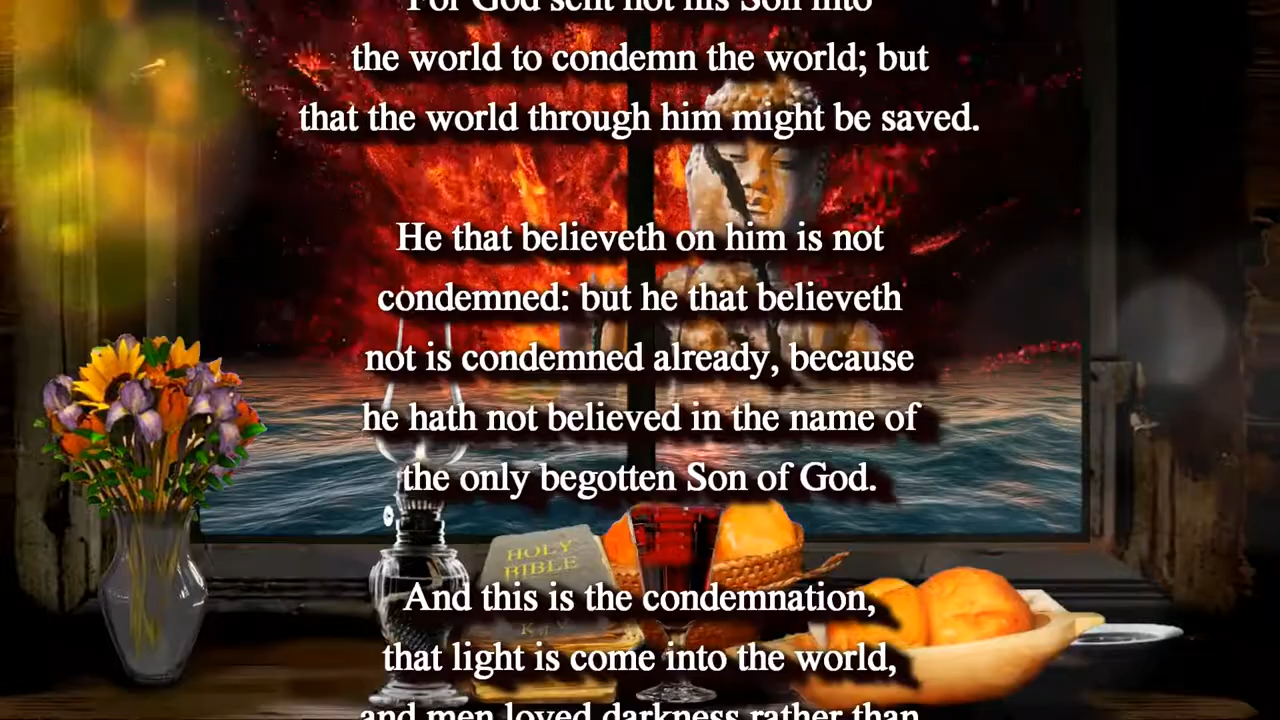 For God sent not his Son into
the world to condemn the world; but
that the world through him might be saved.
He that believeth on him is not
condemned: but he that believeth
not is condemned already, because
he hath not believed in the name of
the only begotten Son of God.
HOLY
BIBLE
And this is the condemnation,
that light is come into the world,
and men loved darkness rather than